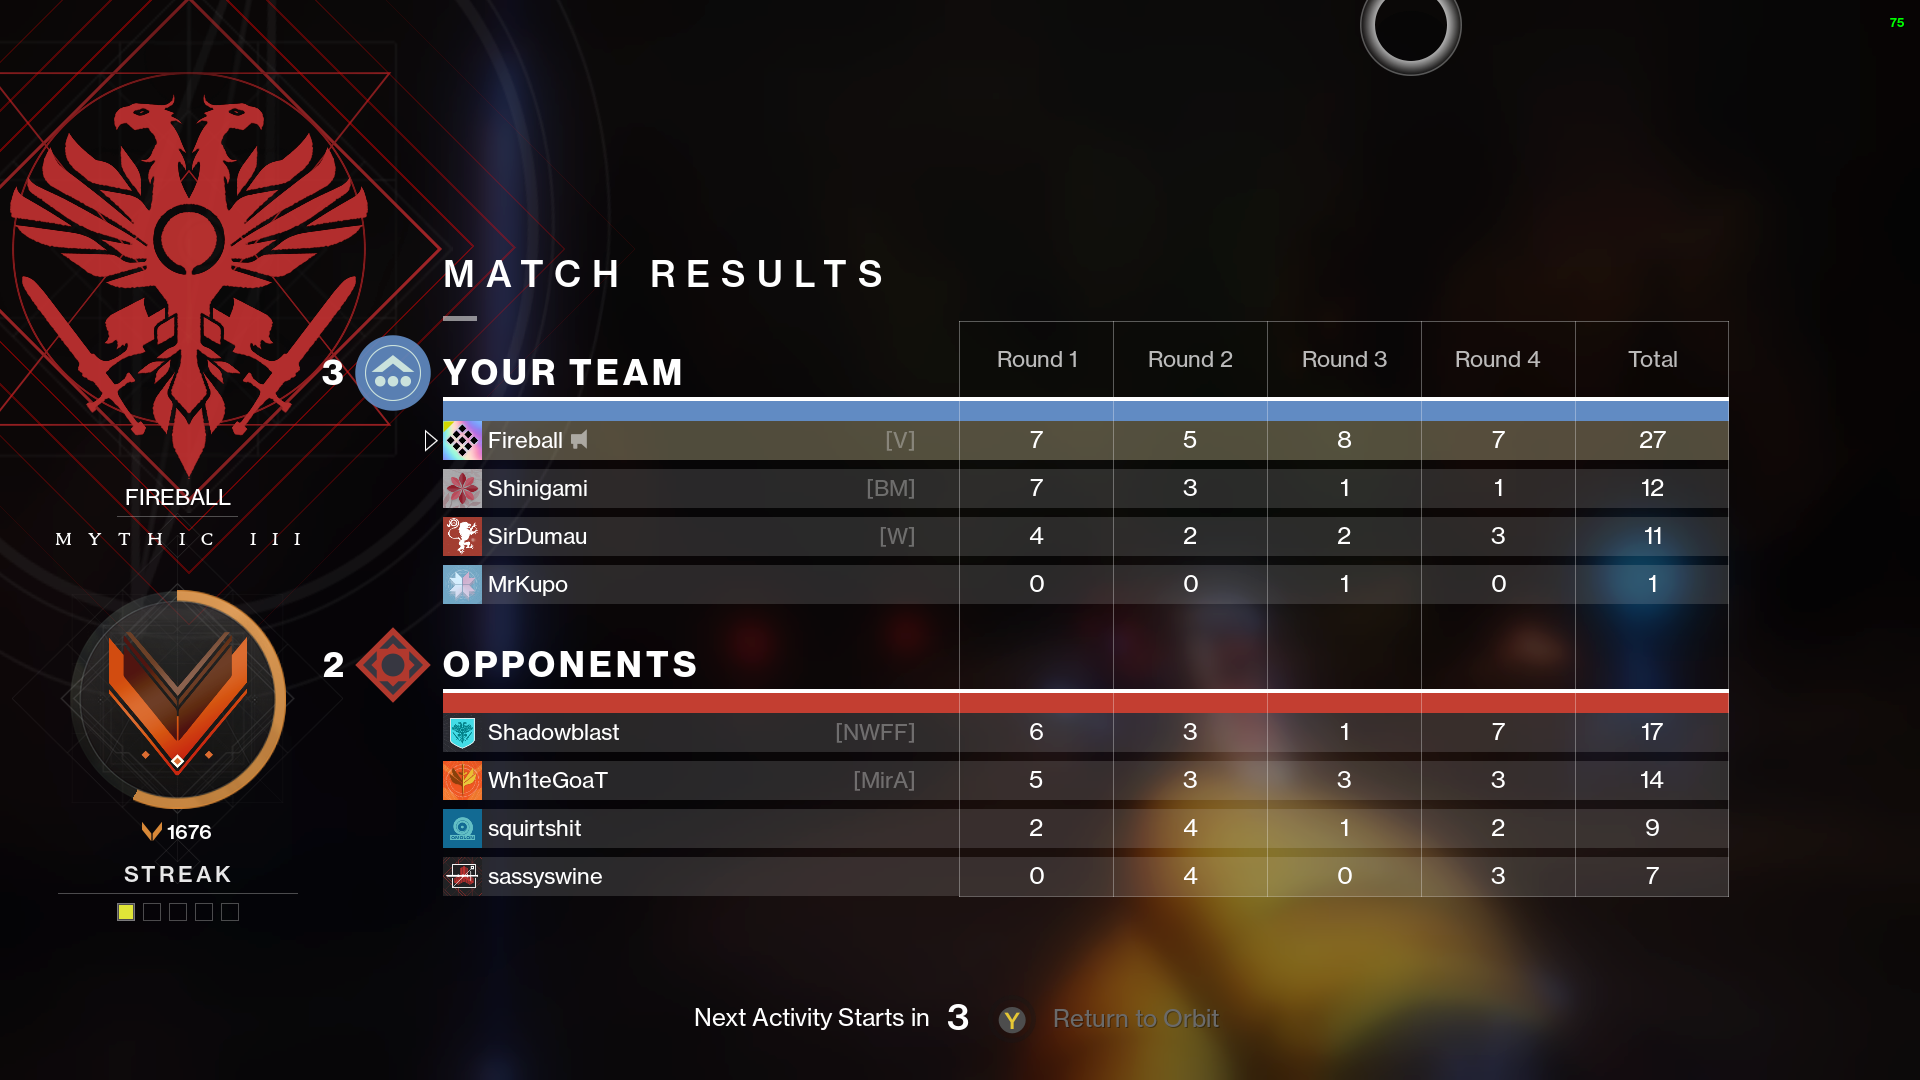 75
MATCH RESULTS
3 YOUR TEAM Round 1 Round 2 Round 3 Round 4 Total
Fireball [V] 7 5 8 7 27
Shinigami [BM] 7 3 1 1 12
SirDumau [W] 4 2 2 3 11
MrKupo 0 0 1 0 1
2 OPPONENTS
Shadowblast [NWFF] 6 3 1 7 17
Wh1teGoaT [MirA] 5 3 3 3 14
squirtshit 2 4 1 2 9
sassyswine 0 4 0 3 7
FIREBALL
MYTHIC III
1676
STREAK
Next Activity Starts in 3 Y Return to Orbit